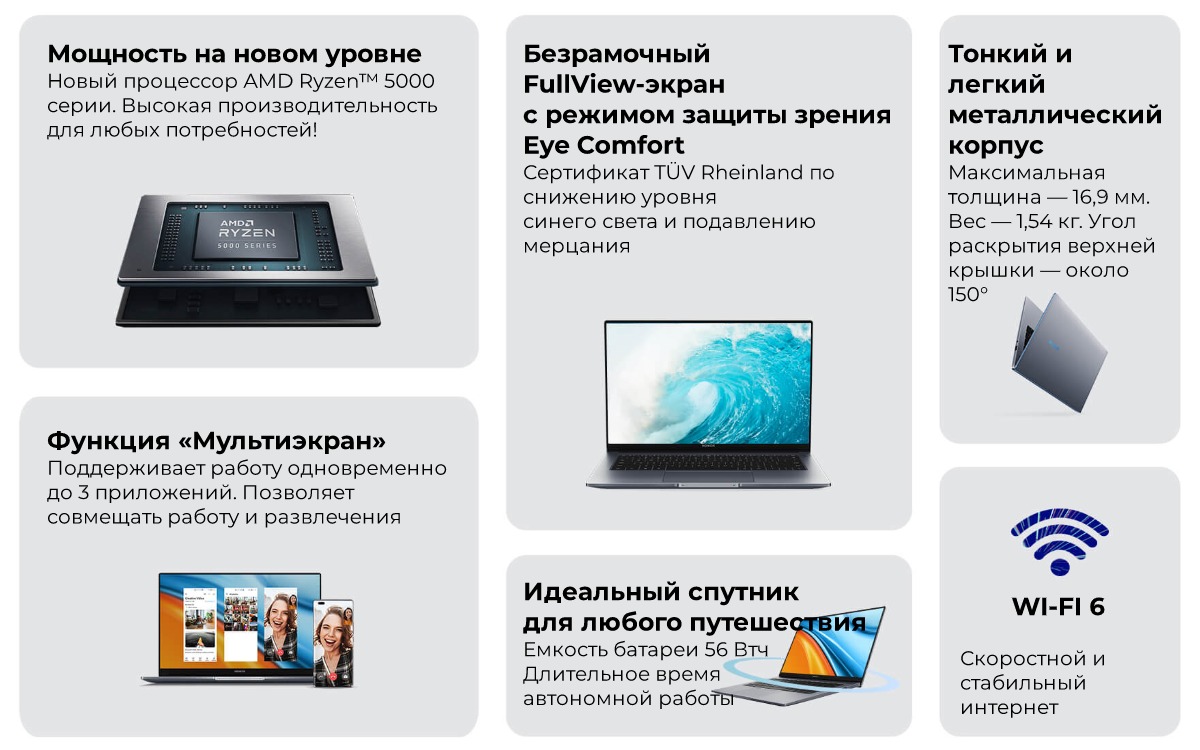 Мощность на новом уровне
Новый процессор AMD Ryzen™ 5000
серии. Высокая производительность
для любых потребностей!
AMD
RYZEN
5000 SERIES
Функция «Мультиэкран»
Поддерживает работу одновременно
до 3 приложений. Позволяет
совмещать работу и развлечения
Безрамочный
FullView-экран
с режимом защиты зрения
Eye Comfort
Сертификат TÜV Rheinland по
снижению уровня
синего света и подавлению
мерцания
Идеальный спутник
для любого путешествия
Емкость батареи 56 Втч
Длительное время
автономной работы
Тонкий и
легкий
металлический
корпус
Максимальная
толщина — 16,9 мм.
Вес — 1,54 кг. Угол
раскрытия верхней
крышки — около
150°
WI-FI 6
Скоростной и
стабильный
интернет